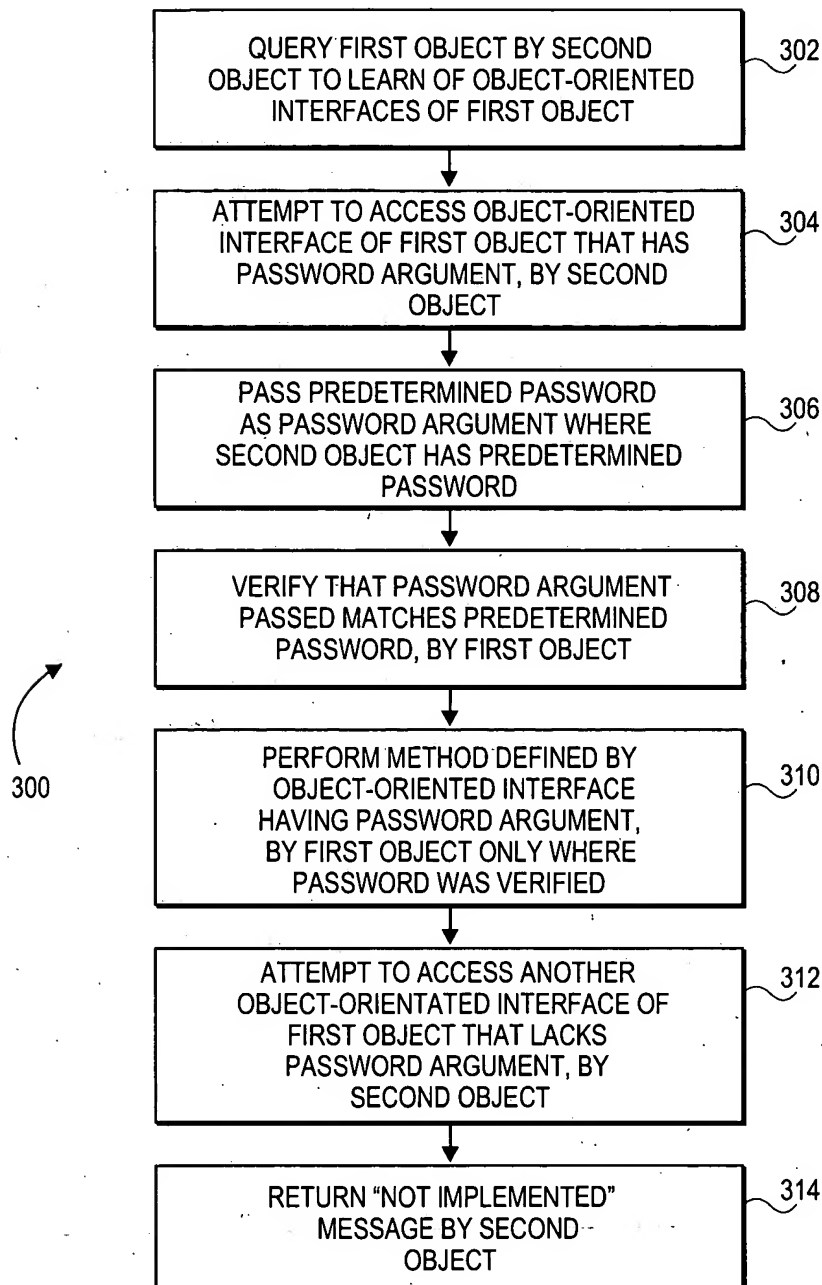 QUERY FIRST OBJECT BY SECOND
OBJECT TO LEARN OF OBJECT-ORIENTED
INTERFACES OF FIRST OBJECT
302
ATTEMPT TO ACCESS OBJECT-ORIENTED
INTERFACE OF FIRST OBJECT THAT HAS
PASSWORD ARGUMENT, BY SECOND
OBJECT
304
PASS PREDETERMINED PASSWORD
AS PASSWORD ARGUMENT WHERE
SECOND OBJECT HAS PREDETERMINED
PASSWORD
306
VERIFY THAT PASSWORD ARGUMENT
PASSED MATCHES PREDETERMINED
PASSWORD, BY FIRST OBJECT
308
300
PERFORM METHOD DEFINED BY
OBJECT-ORIENTED INTERFACE
HAVING PASSWORD ARGUMENT,
BY FIRST OBJECT ONLY WHERE
PASSWORD WAS VERIFIED
310
ATTEMPT TO ACCESS ANOTHER
OBJECT-ORIENTATED INTERFACE OF
FIRST OBJECT THAT LACKS
PASSWORD ARGUMENT, BY
SECOND OBJECT
312
RETURN “NOT IMPLEMENTED”
MESSAGE BY SECOND
OBJECT
314